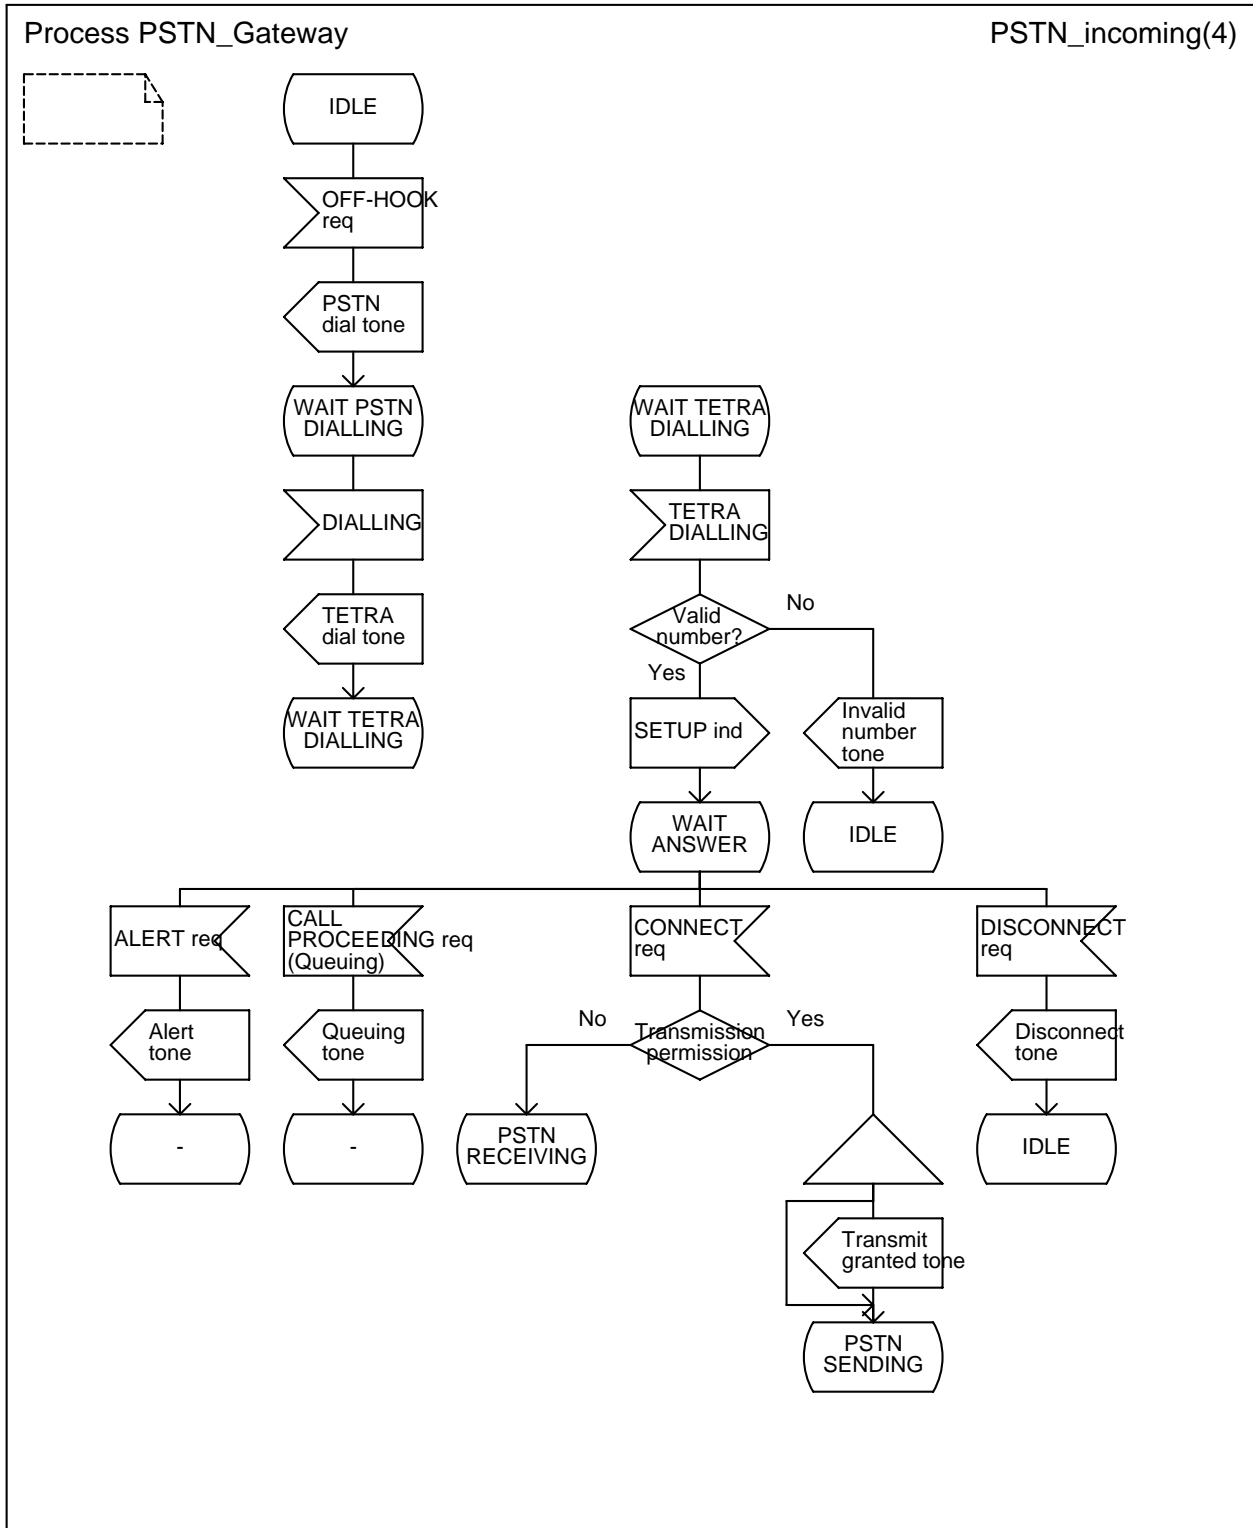 Process PSTN_Gateway
PSTN_incoming(4)
IDLE
OFF-HOOK
req
PSTN
dial tone
WAIT PSTN
DIALLING
DIALLING
TETRA
dial tone
WAIT TETRA
DIALLING
WAIT TETRA
DIALLING
TETRA
DIALLING
Valid
number?
No
Yes
SETUP ind
Invalid
number
tone
WAIT
ANSWER
IDLE
ALERT req
CALL
PROCEEDING req
(Queuing)
CONNECT
req
DISCONNECT
req
Alert
tone
Queuing
tone
No
Transmission
permission
Yes
Disconnect
tone
-
-
PSTN
RECEIVING
IDLE
Transmit
granted tone
PSTN
SENDING